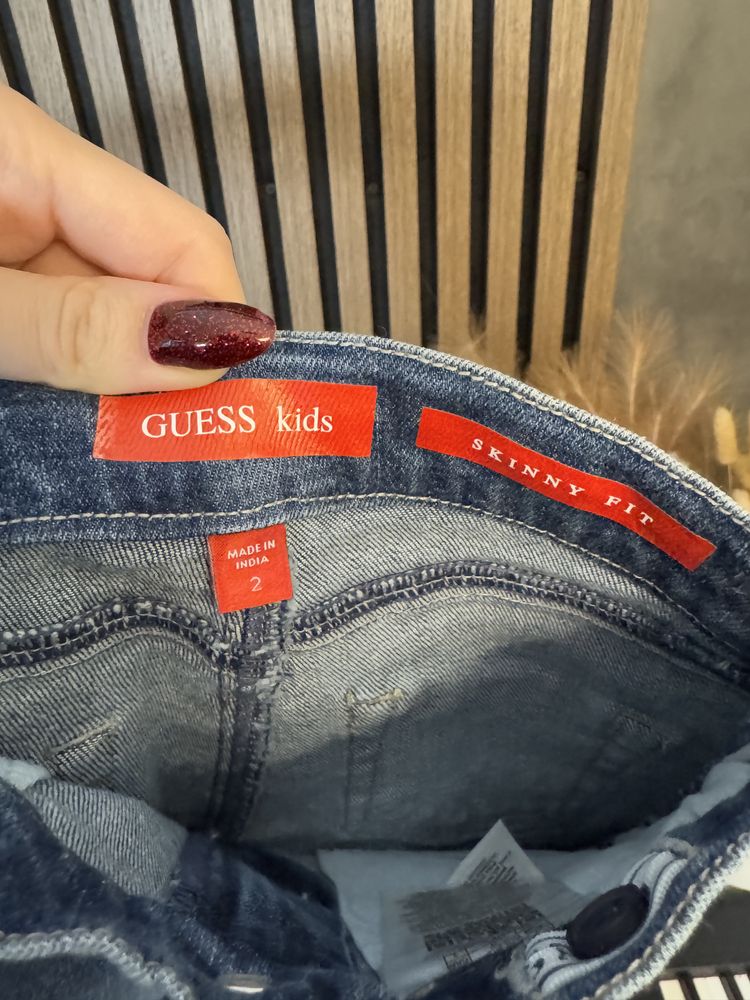 GUESS kids
SKINNY FIT
MADE IN
INDIA
2